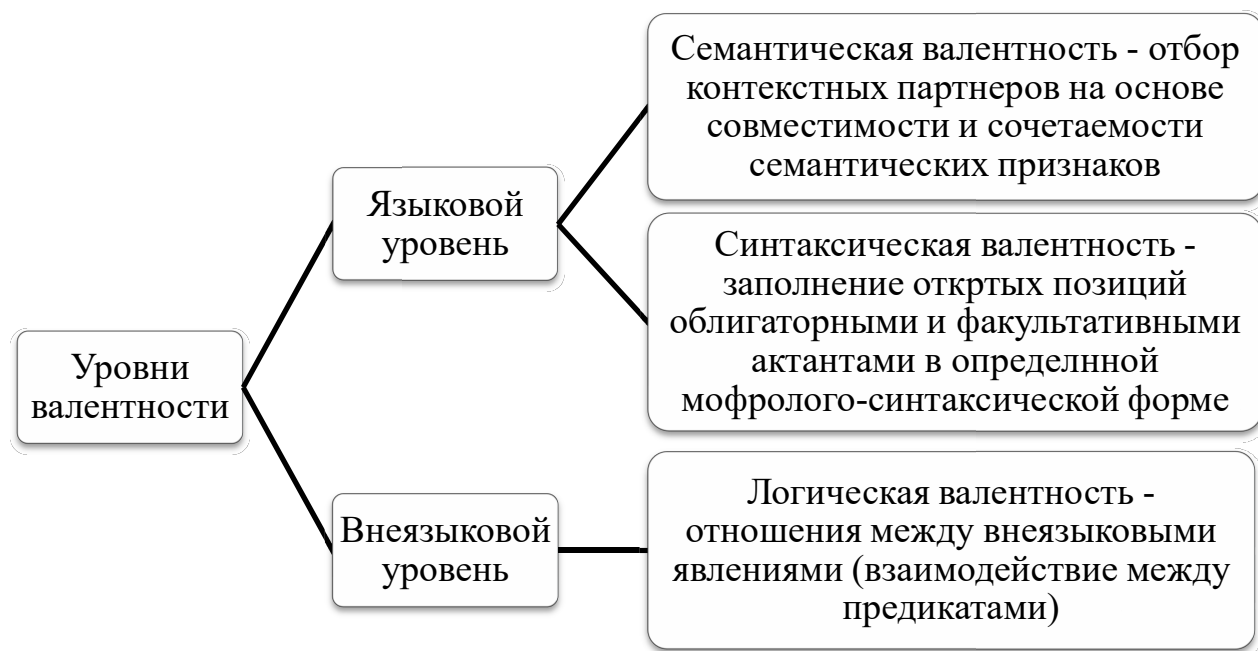 Семантическая валентность - отбор
контекстных партнеров на основе
совместимости и сочетаемости
семантических признаков
Языковой
уровень
Синтаксическая валентность -
заполнение откртых позиций
облигаторными и факультативными
актантами в определнной
мофролого-синтаксической форме
Уровни
валентности
Внеязыковой
уровень
Логическая валентность -
отношения между внеязыковыми
явлениями (взаимодействие между
предикатами)